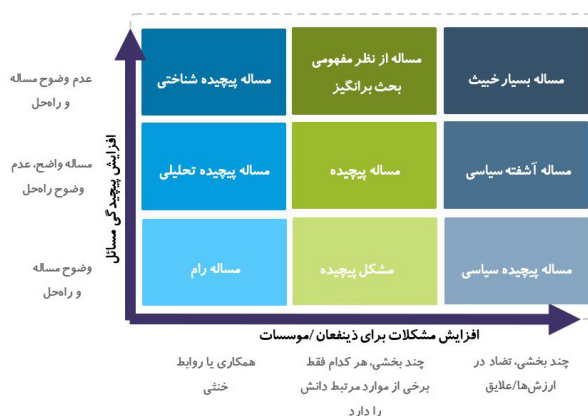 عدم وضوح مساله
و راه‌حل
مساله واضح، عدم
وضوح راه‌حل
وضوح مساله
و راه‌حل
افزایش پیچیدگی مسائل
مساله پیچیده شناختی
مساله از نظر مفهومی
بحث برانگیز
مساله بسیار خبیث
مساله پیچیده تحلیلی
مساله پیچیده
مساله آشفته سیاسی
مساله رام
مشکل پیچیده
مساله پیچیده سیاسی
افزایش مشکلات برای ذینفعان /موسسات
همکاری یا روابط
خنثی
چند بخشی، هر کدام فقط
برخی از موارد مرتبط دانش
را دارد
چند بخشی، تضاد در
ارزش‌ها/علایق